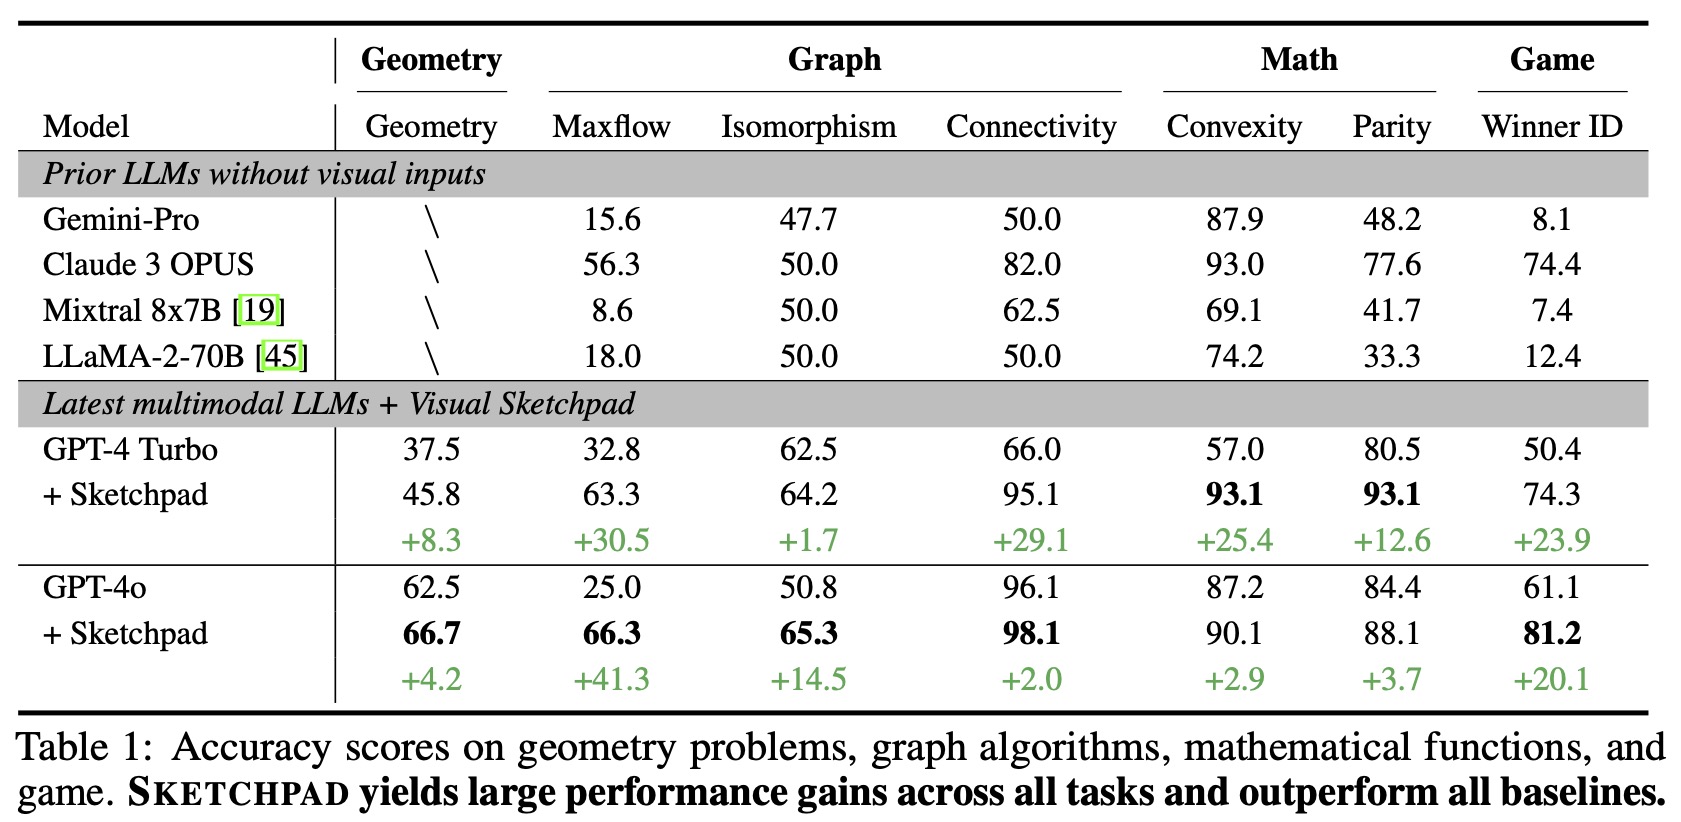 Geometry Graph Math Game
Model Geometry Maxflow Isomorphism Connectivity Convexity Parity Winner ID
Prior LLMs without visual inputs
Gemini-Pro \ 15.6 47.7 50.0 87.9 48.2 8.1
Claude 3 OPUS \ 56.3 50.0 82.0 93.0 77.6 74.4
Mixtral 8x7B [19] \ 8.6 50.0 62.5 69.1 41.7 7.4
LLaMA-2-70B [45] \ 18.0 50.0 50.0 74.2 33.3 12.4
Latest multimodal LLMs + Visual Sketchpad
GPT-4 Turbo 37.5 32.8 62.5 66.0 57.0 80.5 50.4
+ Sketchpad 45.8 63.3 64.2 95.1 93.1 93.1 74.3
+8.3 +30.5 +1.7 +29.1 +25.4 +12.6 +23.9
GPT-4o 62.5 25.0 50.8 96.1 87.2 84.4 61.1
+ Sketchpad 66.7 66.3 65.3 98.1 90.1 88.1 81.2
+4.2 +41.3 +14.5 +2.0 +2.9 +3.7 +20.1
Table 1: Accuracy scores on geometry problems, graph algorithms, mathematical functions, and
game. SKETCHPAD yields large performance gains across all tasks and outperform all baselines.